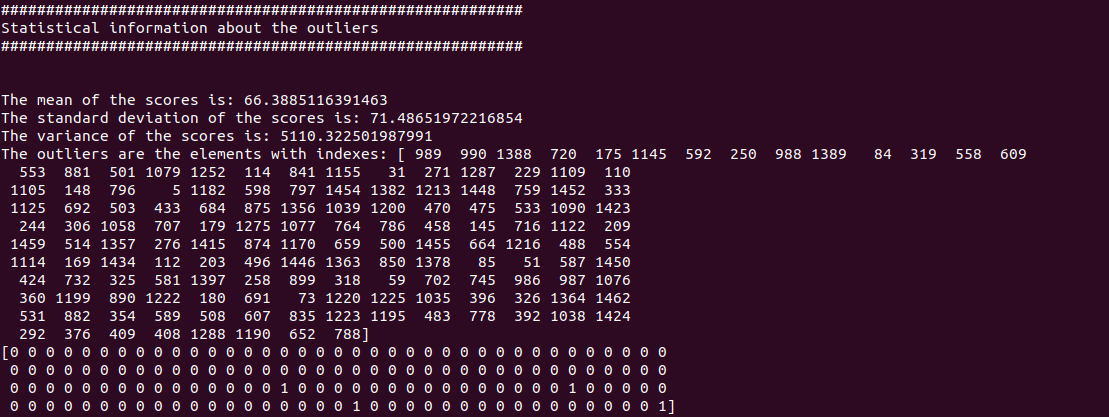 ##########################################################
Statistical information about the outliers
##########################################################
The mean of the scores is: 66.3885116391463
The standard deviation of the scores is: 71.48651972216854
The variance of the scores is: 5110.322501987991
The outliers are the elements with indexes: [ 989  990 1388  720  175 1145  592  250  988 1389   84  319  558  609
  553  881  501 1079 1252  114  841 1155   31  271 1287  229 1109  110
 1105  148  796    5 1182  598  797 1454 1382 1213 1448  759 1452  333
 1125  692  503  433  684  875 1356 1039 1200  470  475  533 1090 1423
  244  306 1058  707  179 1275 1077  764  786  458  145  716 1122  209
 1459  514 1357  276 1415  874 1170  659  500 1455  664 1216  488  554
 1114  169 1434  112  203  496 1446 1363  850 1378   85   51  587 1450
  424  732  325  581 1397  258  899  318   59  702  745  986  987 1076
  360 1199  890 1222  180  691   73 1220 1225 1035  396  326 1364 1462
  531  882  354  589  508  607  835 1223 1195  483  778  392 1038 1424
  292  376  409  408 1288 1190  652  788]
[0 0 0 0 0 0 0 0 0 0 0 0 0 0 0 0 0 0 0 0 0 0 0 0 0 0 0 0 0 0 0 0 0 0 0 0 0
 0 0 0 0 0 0 0 0 0 0 0 0 0 0 0 0 0 0 0 0 0 0 0 0 0 0 0 0 0 0 0 0 0 0 0 0 0
 0 0 0 0 0 0 0 0 0 0 0 0 0 0 0 1 0 0 0 0 0 0 0 0 0 0 0 0 0 0 0 1 0 0 0 0 0
 0 0 0 0 0 0 0 0 0 0 0 0 0 0 0 0 0 0 0 1 0 0 0 0 0 0 0 0 0 0 0 0 0 0 0 0 1]